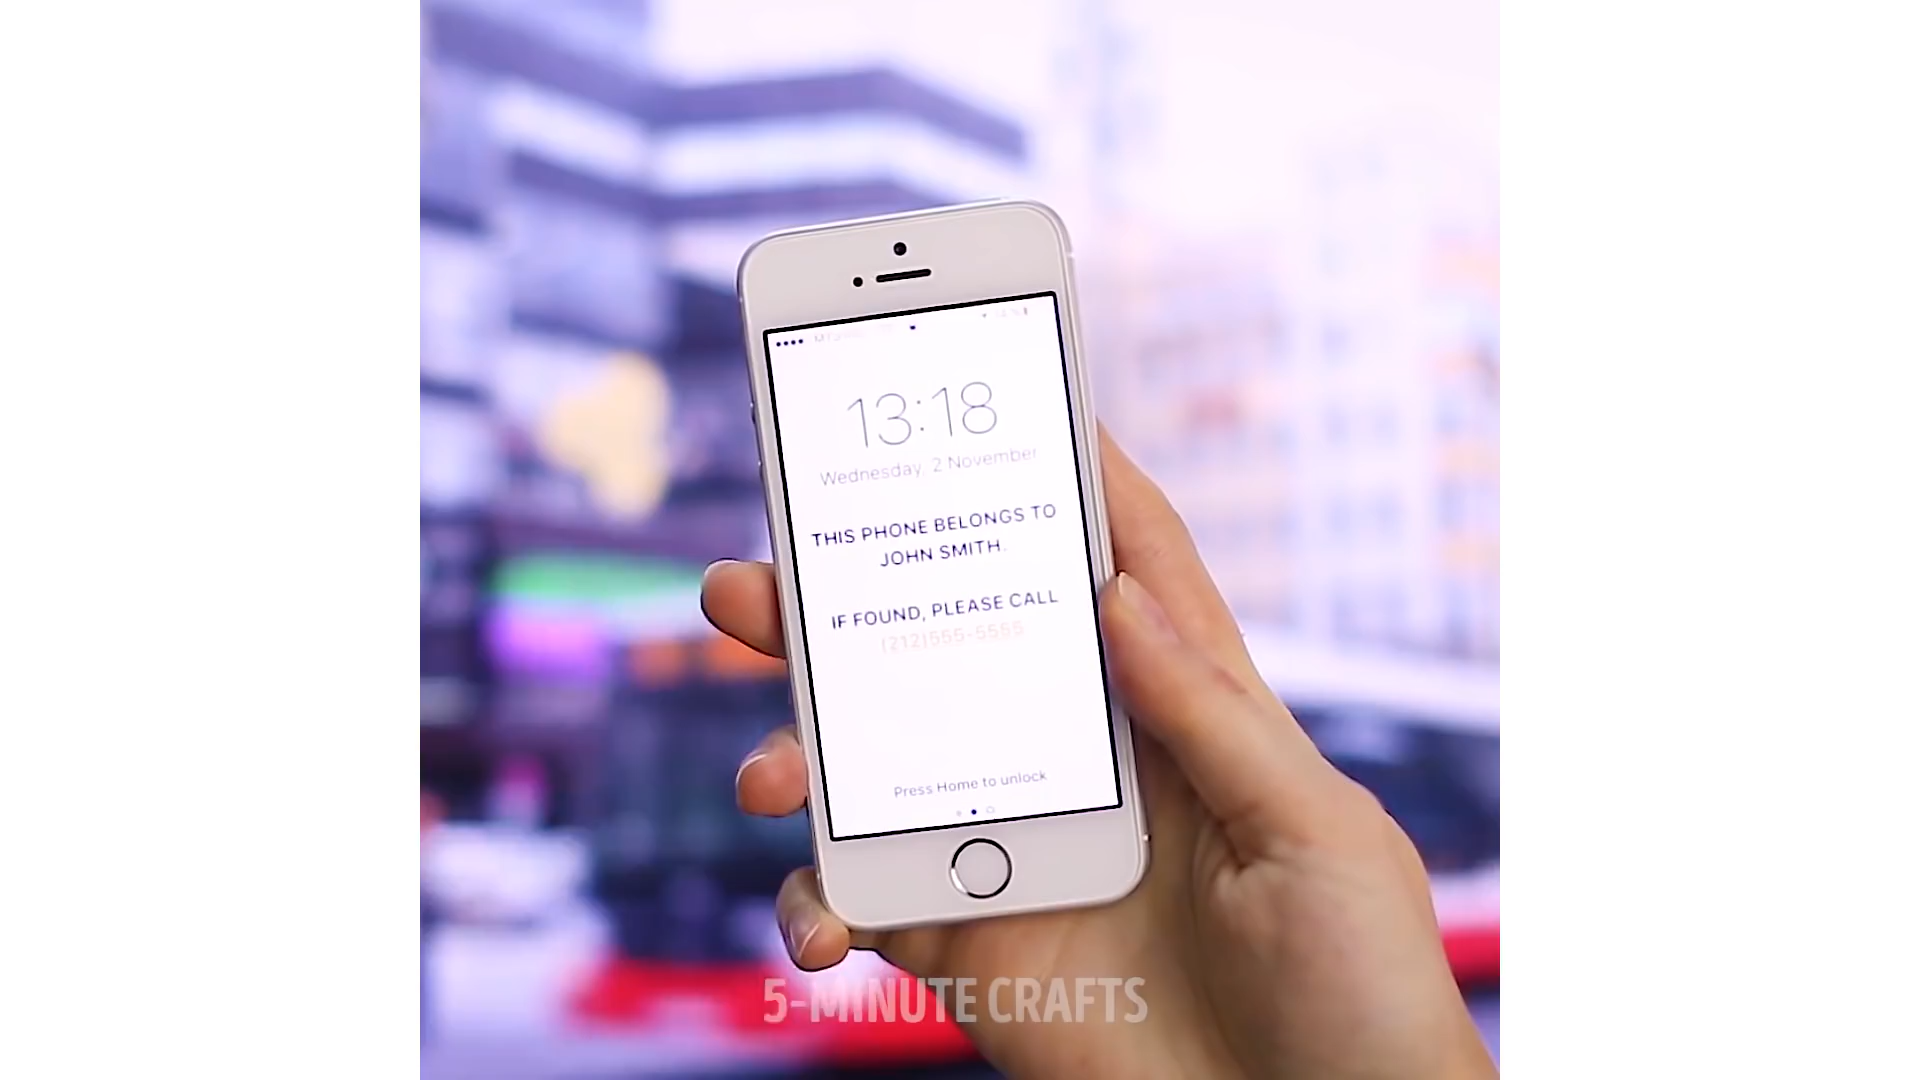 13:18
Wednesday, 2 November
THIS PHONE BELONGS TO
JOHN SMITH.
IF FOUND, PLEASE CALL
(212)555-5555
Press Home to unlock
5-MINUTE CRAFTS